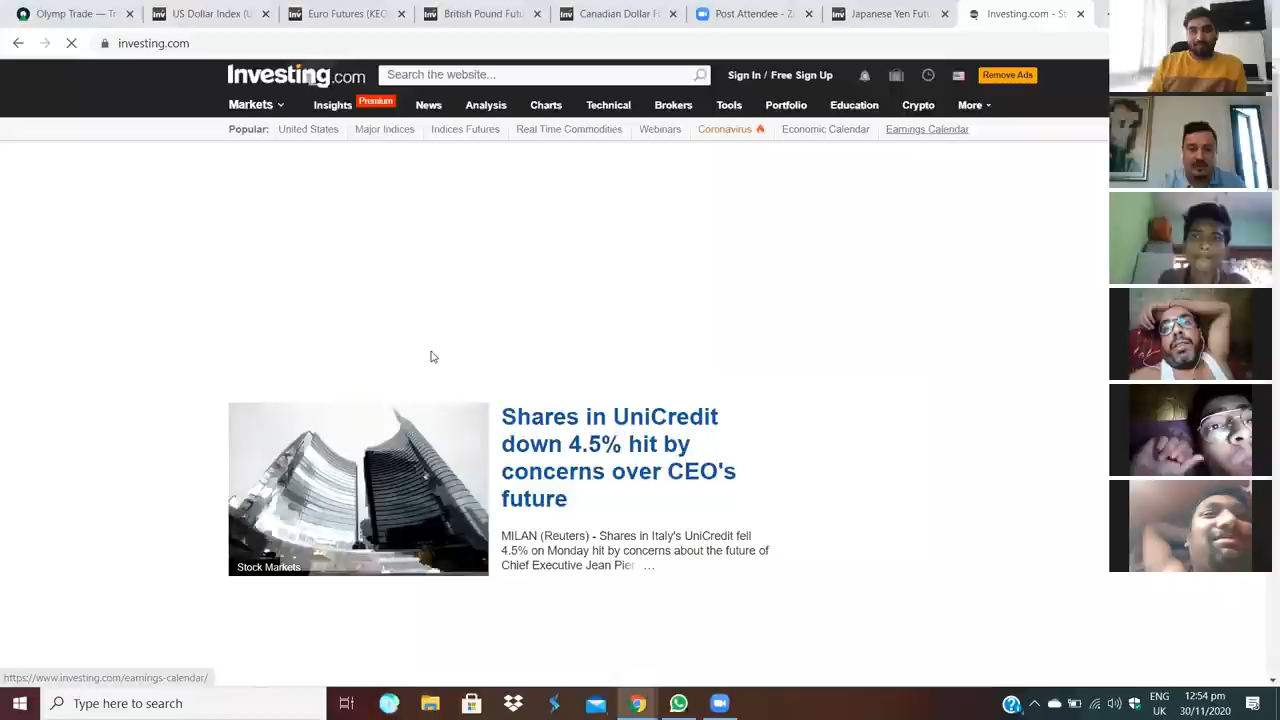 Olymp Trade — Tr
US Dollar Index (U
Euro Futures (KEO
British Pound Futu
Canadian Dollar F
Post Attendee - Z
Japanese Yen Futu
Investing.com - St
investing.com
Investing.com
Search the website...
Sign In / Free Sign Up
Remove Ads
Markets
Insights
Premium
News
Analysis
Charts
Technical
Brokers
Tools
Portfolio
Education
Crypto
More
Popular:
United States
Major Indices
Indices Futures
Real Time Commodities
Webinars
Coronavirus
Economic Calendar
Earnings Calendar
Shares in UniCredit
down 4.5% hit by
concerns over CEO's
future
MILAN (Reuters) - Shares in Italy's UniCredit fell
4.5% on Monday hit by concerns about the future of
Chief Executive Jean Pier ...
Stock Markets
https://www.investing.com/earnings-calendar/
Type here to search
ENG
UK
12:54 pm
30/11/2020